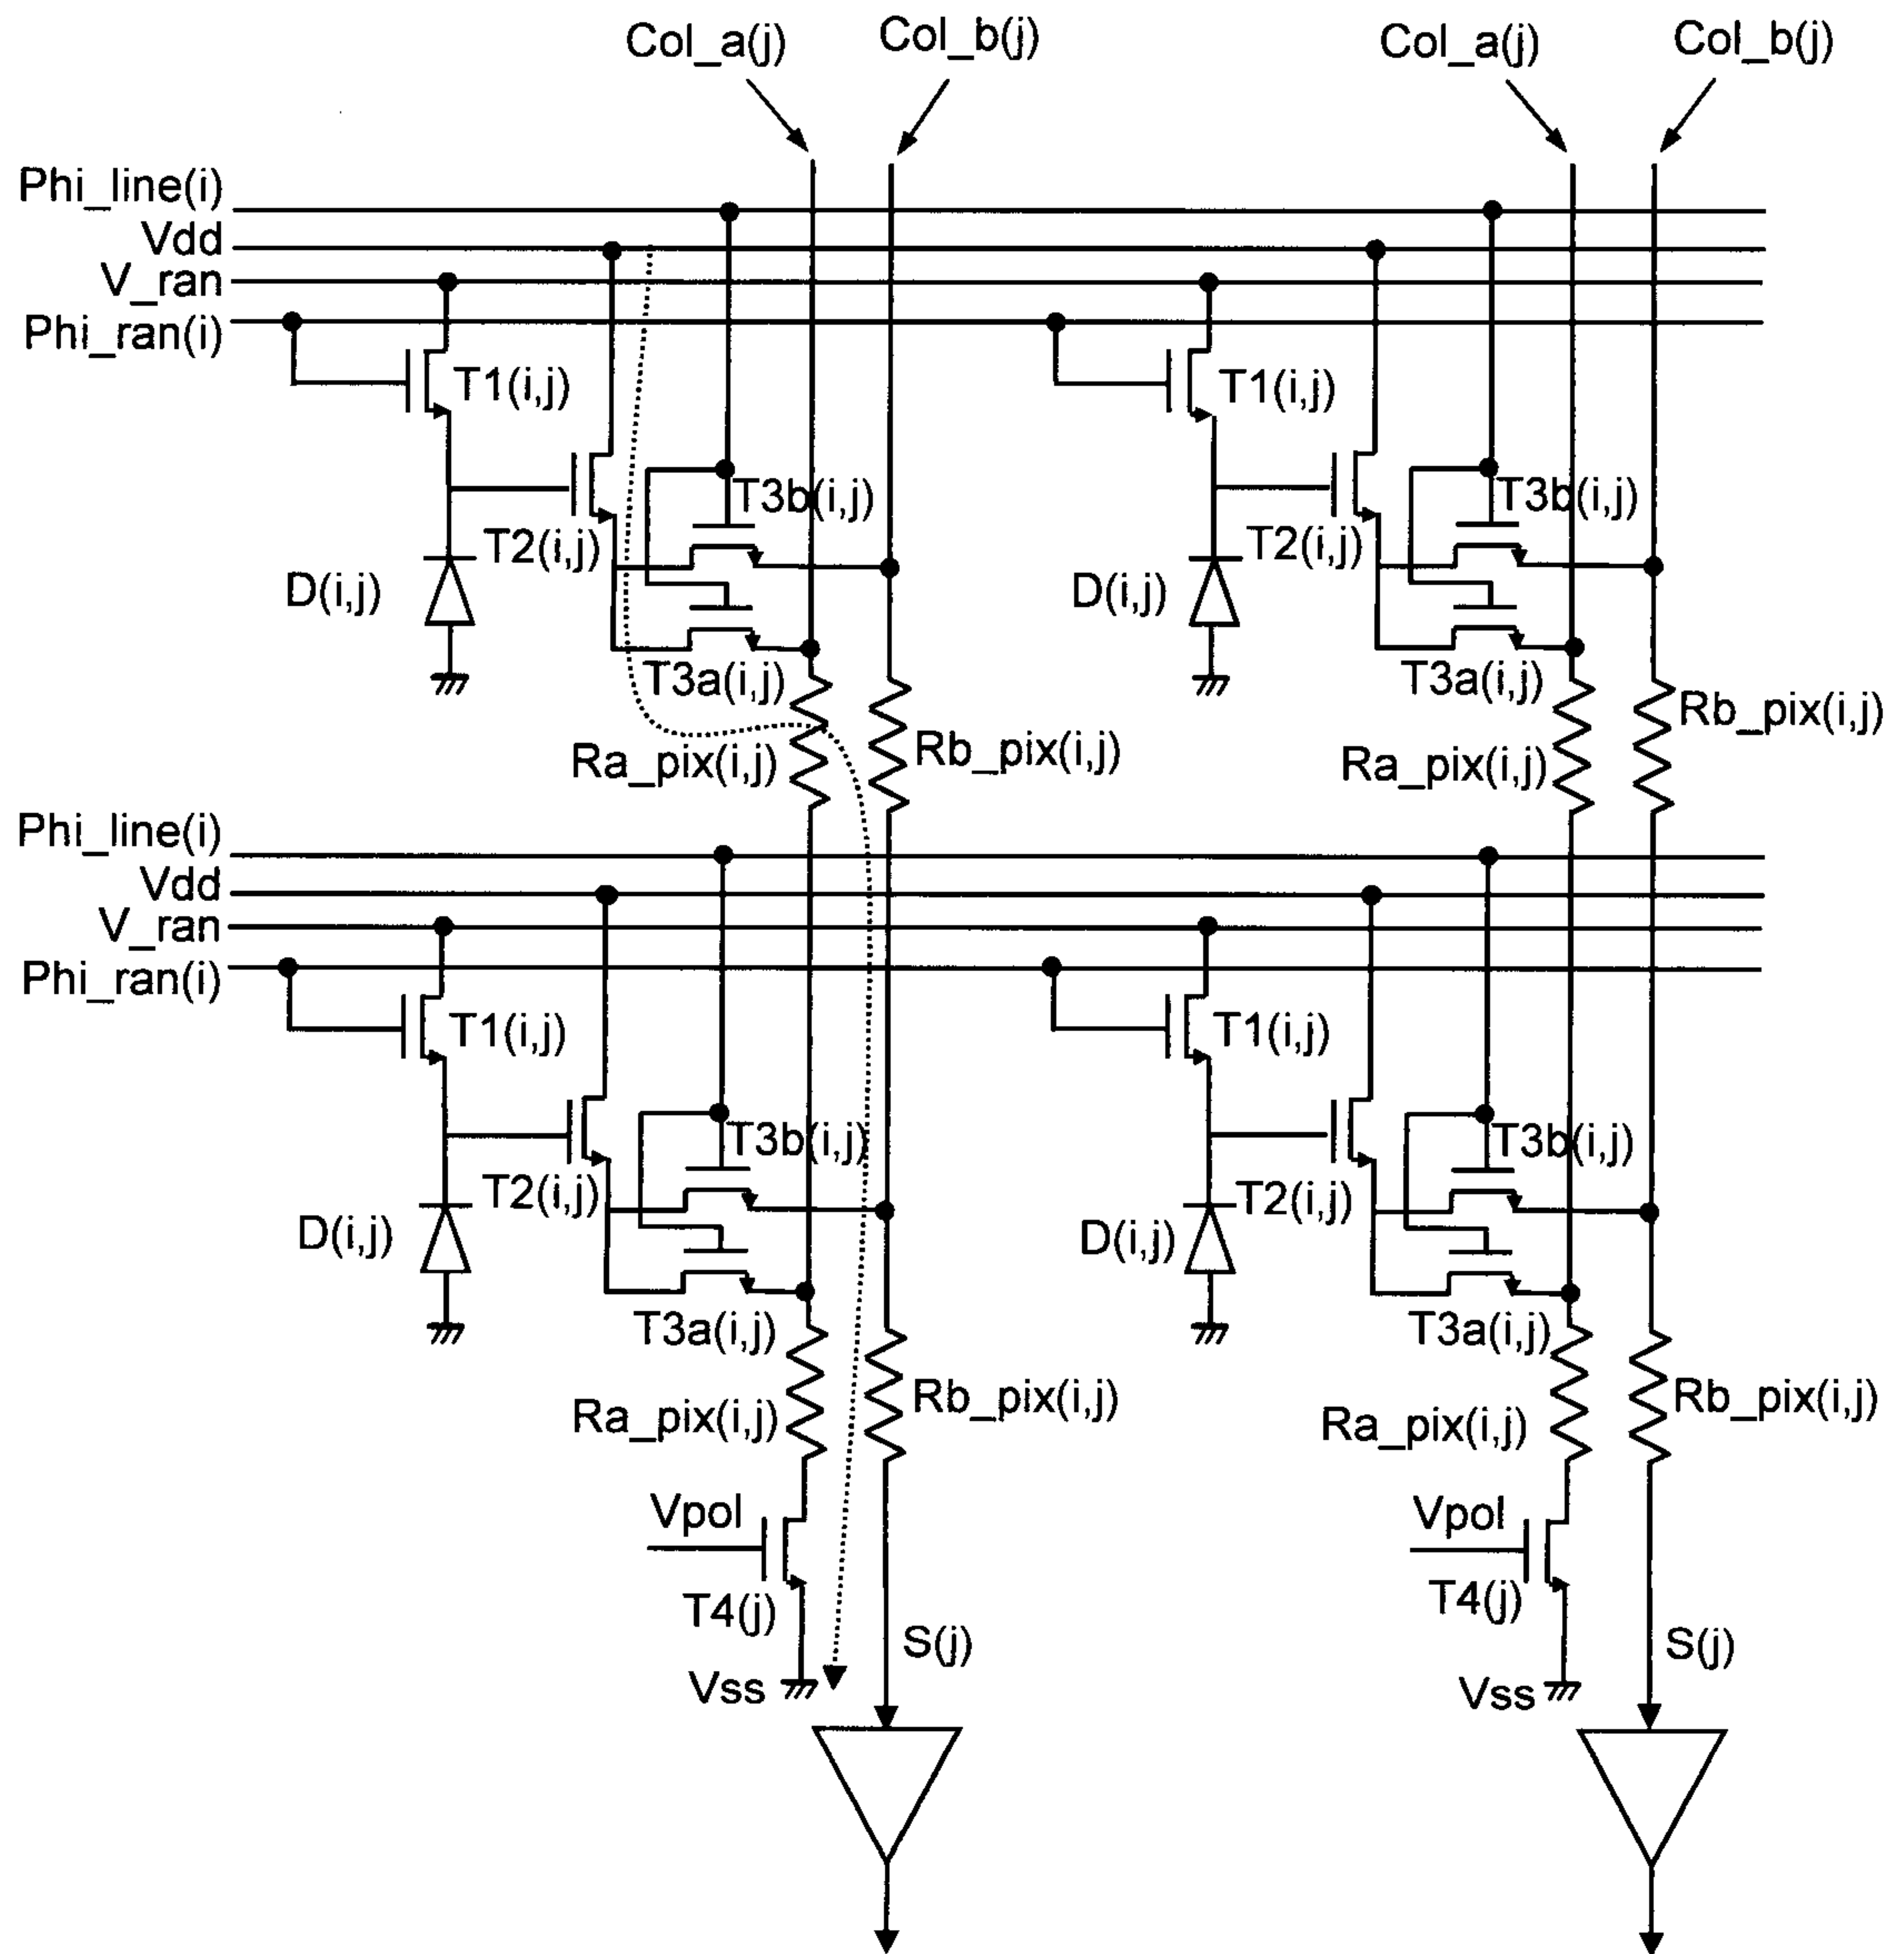 Col_a(j)
Col_b(j)
Col_a(j)
Col_b(j)
Phi_line(i)
Vdd
V_ran
Phi_ran(i)
T1(i,j)
T1(i,j)
T3b(i,j)
T3b(i,j)
T2(i,j)
T2(i,j)
D(i,j)
D(i,j)
T3a(i,j)
T3a(i,j)
Ra_pix(i,j)
Rb_pix(i,j)
Ra_pix(i,j)
Rb_pix(i,j)
Phi_line(i)
Vdd
V_ran
Phi_ran(i)
T1(i,j)
T1(i,j)
T3b(i,j)
T3b(i,j)
T2(i,j)
T2(i,j)
D(i,j)
D(i,j)
T3a(i,j)
T3a(i,j)
Ra_pix(i,j)
Rb_pix(i,j)
Ra_pix(i,j)
Rb_pix(i,j)
Vpol
Vpol
T4(j)
T4(j)
S(j)
S(j)
Vss
Vss